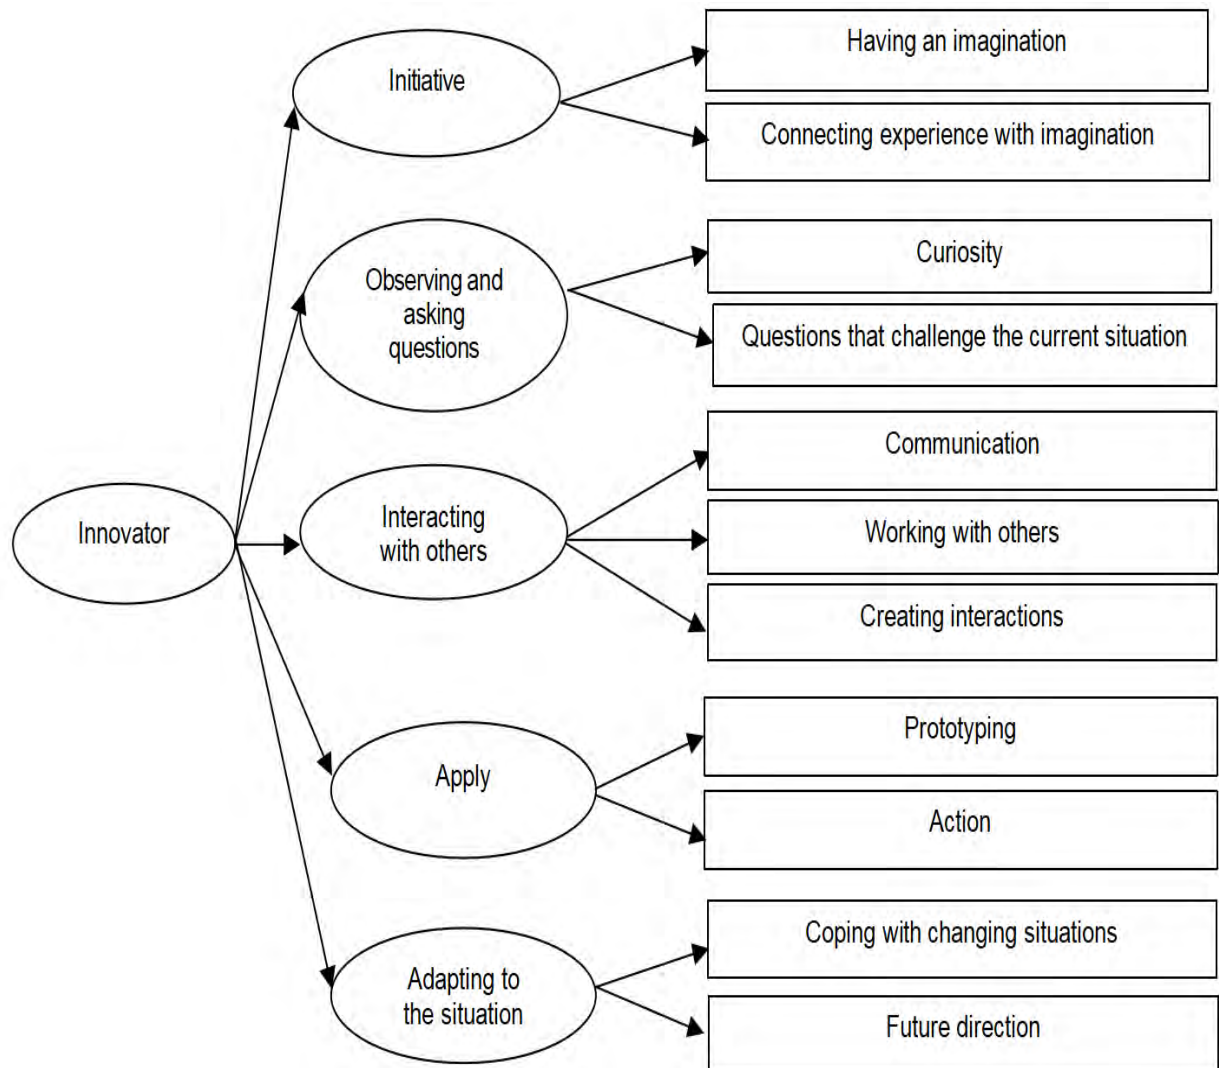 Initiative
Having an imagination
Connecting experience with imagination
Observing and
asking
questions
Curiosity
Questions that challenge the current situation
Innovator
Interacting
with others
Communication
Working with others
Creating interactions
Apply
Prototyping
Action
Adapting to
the situation
Coping with changing situations
Future direction